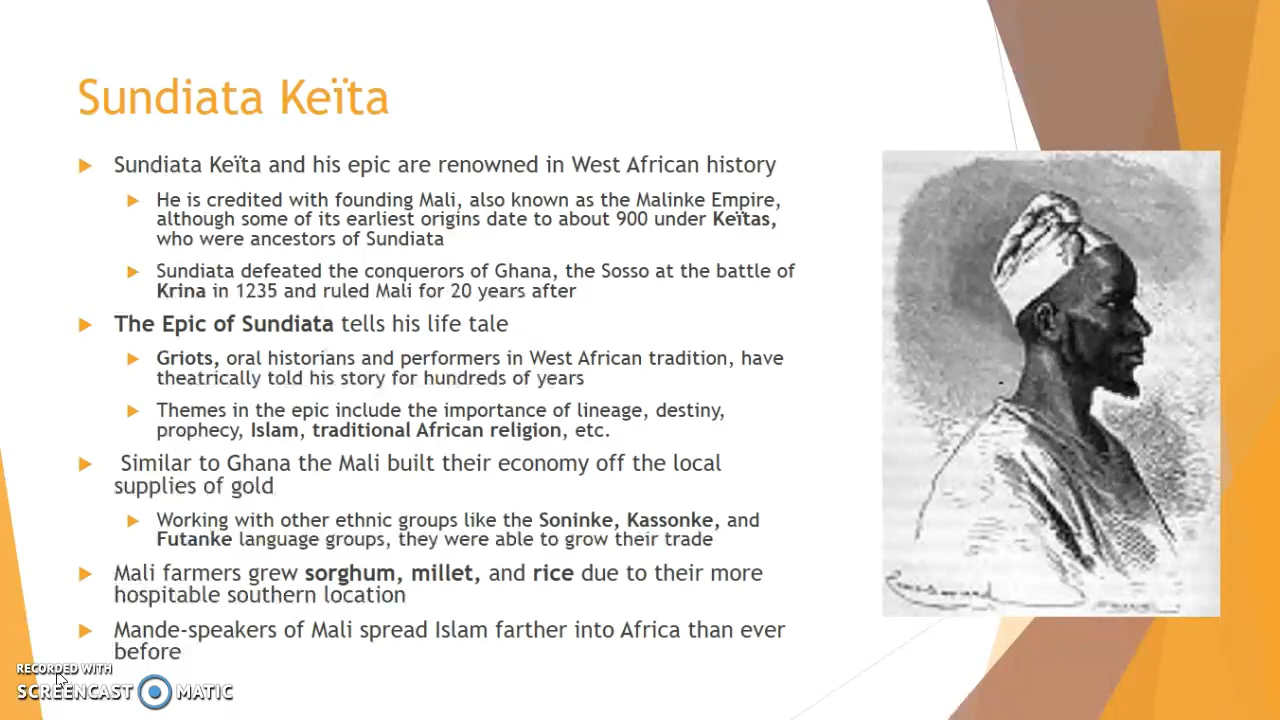 Sundiata Keïta
Sundiata Keïta and his epic are renowned in West African history
He is credited with founding Mali, also known as the Malinke Empire,
although some of its earliest origins date to about 900 under Keïtas,
who were ancestors of Sundiata
Sundiata defeated the conquerors of Ghana, the Sosso at the battle of
Krina in 1235 and ruled Mali for 20 years after
The Epic of Sundiata tells his life tale
Griots, oral historians and performers in West African tradition, have
theatrically told his story for hundreds of years
Themes in the epic include the importance of lineage, destiny,
prophecy, Islam, traditional African religion, etc.
Similar to Ghana the Mali built their economy off the local
supplies of gold
Working with other ethnic groups like the Soninke, Kassonke, and
Futanke language groups, they were able to grow their trade
Mali farmers grew sorghum, millet, and rice due to their more
hospitable southern location
Mande-speakers of Mali spread Islam farther into Africa than ever
before
RECORDED WITH
SCREENCAST MATIC